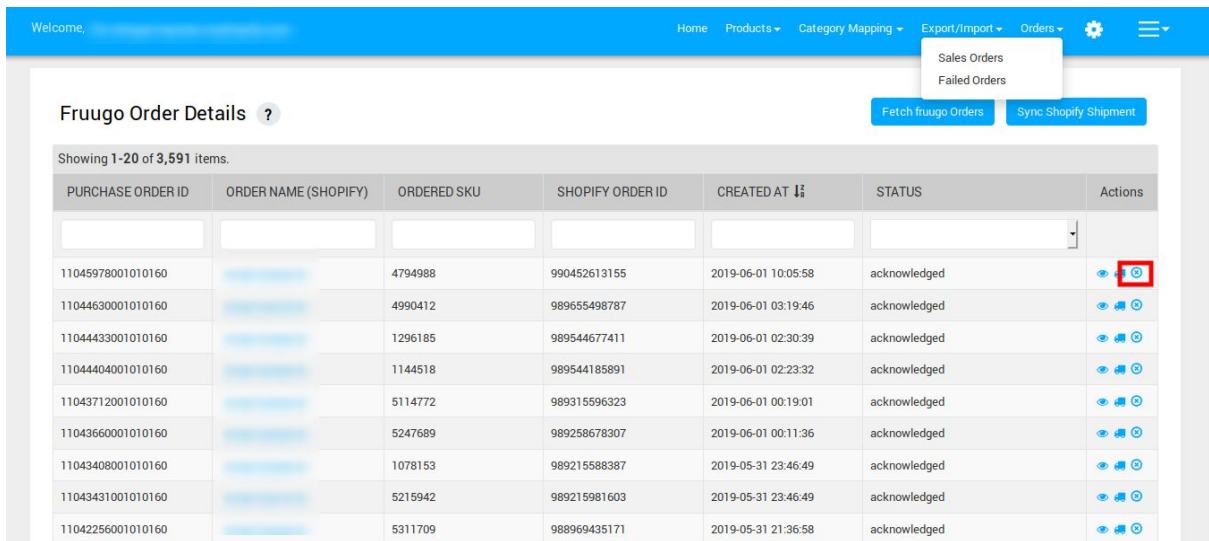 Welcome,
Home Products Category Mapping Export/Import Orders
Sales Orders
Failed Orders
Fruugo Order Details ?
Fetch fruugo Orders Sync Shopify Shipment
Showing 1-20 of 3,591 items.
PURCHASE ORDER ID ORDER NAME (SHOPIFY) ORDERED SKU SHOPIFY ORDER ID CREATED AT STATUS Actions
11045978001010160 4794988 990452613155 2019-06-01 10:05:58 acknowledged
11044630001010160 4990412 989655498787 2019-06-01 03:19:46 acknowledged
11044433001010160 1296185 989544677411 2019-06-01 02:30:39 acknowledged
11044404001010160 1144518 989544185891 2019-06-01 02:23:32 acknowledged
11043712001010160 5114772 989315596323 2019-06-01 00:19:01 acknowledged
11043660001010160 5247689 989258678307 2019-06-01 00:11:36 acknowledged
11043408001010160 1078153 989215588387 2019-05-31 23:46:49 acknowledged
11043431001010160 5215942 989215981603 2019-05-31 23:46:49 acknowledged
11042256001010160 5311709 988969435171 2019-05-31 21:36:58 acknowledged